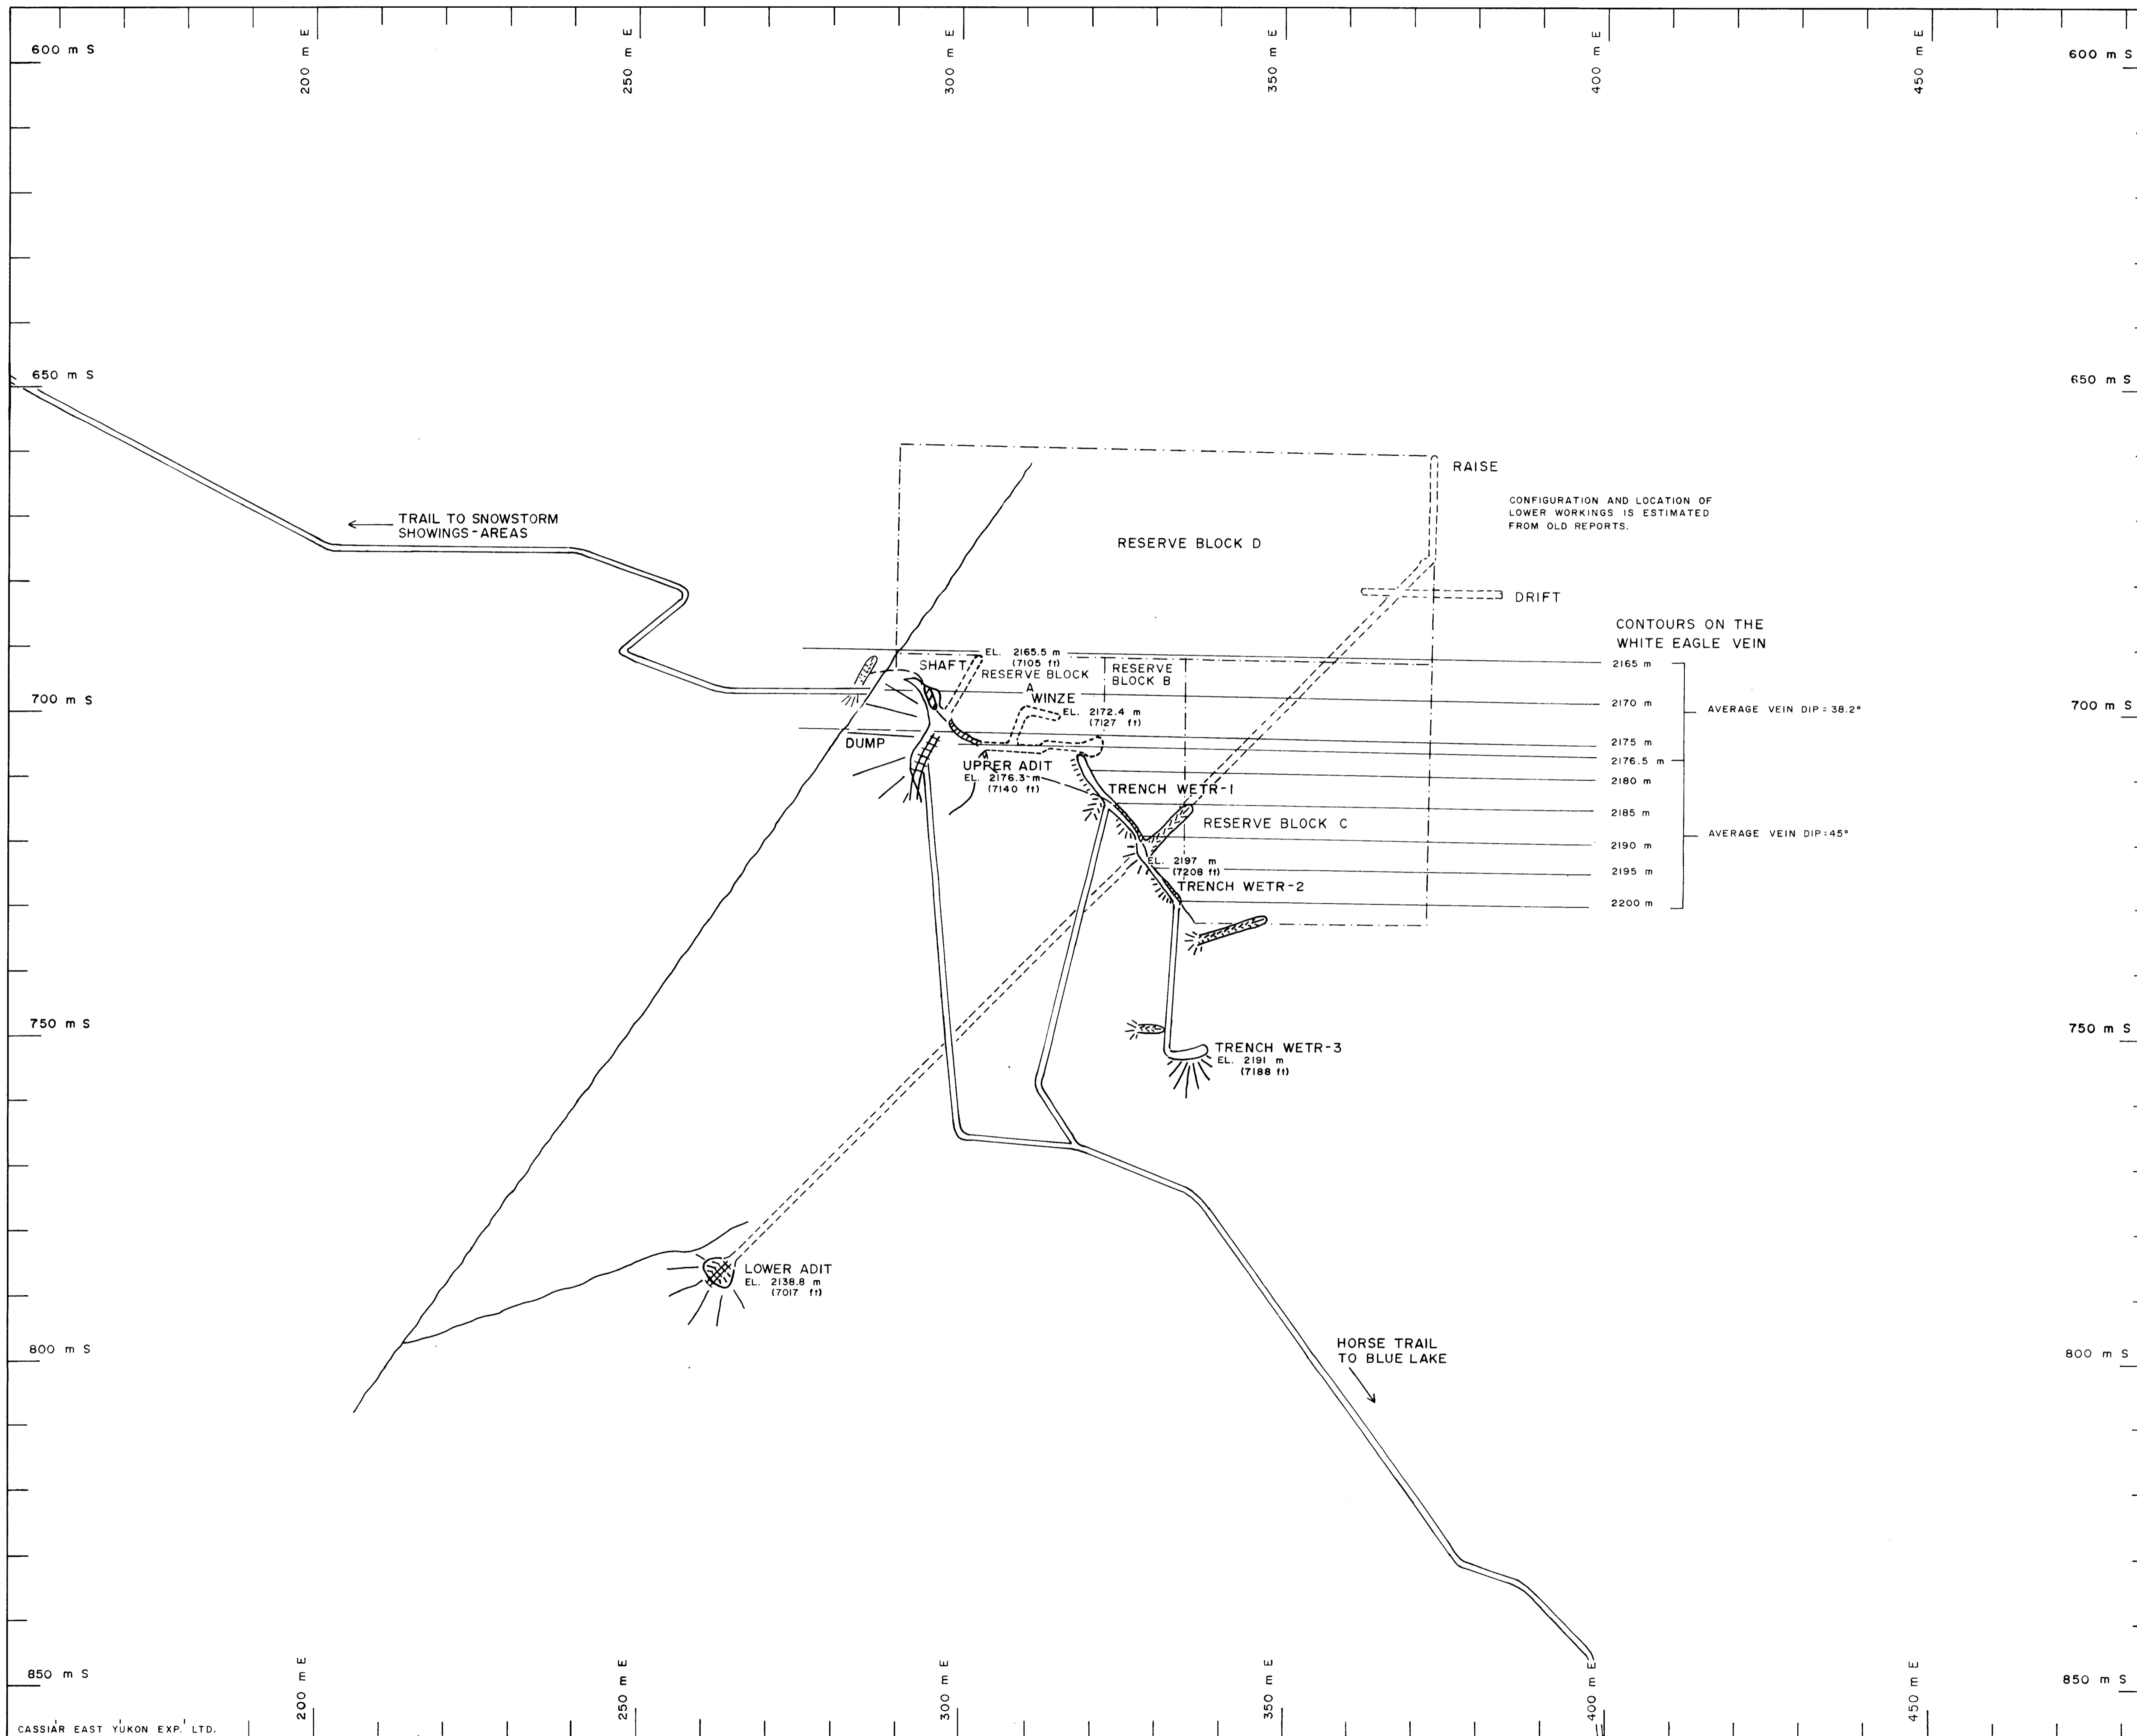 200 m E
250 m E
300 m E
350 m E
400 m E
450 m E
600 m S
600 m S
650 m S
650 m S
RAISE
CONFIGURATION AND LOCATION OF
LOWER WORKINGS IS ESTIMATED
FROM OLD REPORTS.
TRAIL TO SNOWSTORM
SHOWINGS-AREAS
RESERVE BLOCK D
DRIFT
CONTOURS ON THE
WHITE EAGLE VEIN
2165 m
2170 m
2175 m
2176.5 m
2180 m
2185 m
2190 m
2195 m
2200 m
AVERAGE VEIN DIP = 38.2°
AVERAGE VEIN DIP = 45°
SHAFT
EL. 2165.5 m
(7105 ft)
RESERVE BLOCK
A
RESERVE
BLOCK B
WINZE
EL. 2172.4 m
(7127 ft)
700 m S
700 m S
DUMP
UPPER ADIT
EL. 2176.3 m
(7140 ft)
TRENCH WETR-1
RESERVE BLOCK C
EL. 2197 m
(7208 ft)
TRENCH WETR-2
750 m S
750 m S
TRENCH WETR-3
EL. 2191 m
(7188 ft)
LOWER ADIT
EL. 2138.8 m
(7017 ft)
HORSE TRAIL
TO BLUE LAKE
800 m S
800 m S
850 m S
850 m S
200 m E
250 m E
300 m E
350 m E
400 m E
450 m E
CASSIAR EAST YUKON EXP. LTD.